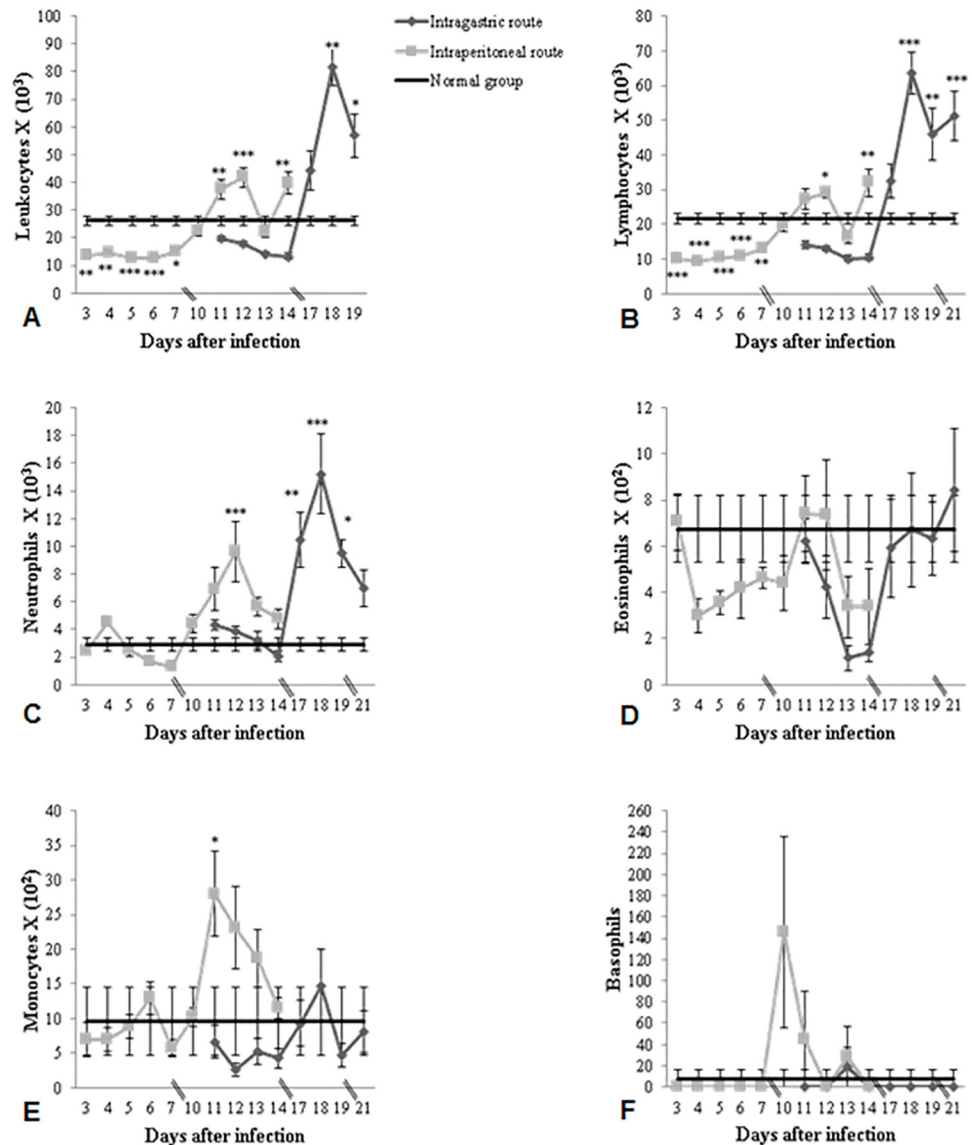 Leukocytes X (10³)
100
90
80
70
60
50
40
30
20
10
0
** ** *** *** * ** *** ** ** *
3 4 5 6 7 10 11 12 13 14 17 18 19
A
Days after infection
Intragastric route
Intraperitoneal route
Normal group
Lymphocytes X (10³)
80
70
60
50
40
30
20
10
0
*** *** *** *** ** * ** *** ** ***
3 4 5 6 7 10 11 12 13 14 17 18 19 21
B
Days after infection
Neutrophils X (10³)
20
18
16
14
12
10
8
6
4
2
0
*** ** *** *
3 4 5 6 7 10 11 12 13 14 17 18 19 21
C
Days after infection
Eosinophils X (10²)
12
10
8
6
4
2
0
3 4 5 6 7 10 11 12 13 14 17 18 19 21
D
Days after infection
Monocytes X (10²)
40
35
30
25
20
15
10
5
0
*
3 4 5 6 7 10 11 12 13 14 17 18 19 21
E
Days after infection
Basophils
260
240
220
200
180
160
140
120
100
80
60
40
20
0
3 4 5 6 7 10 11 12 13 14 17 18 19 21
F
Days after infection